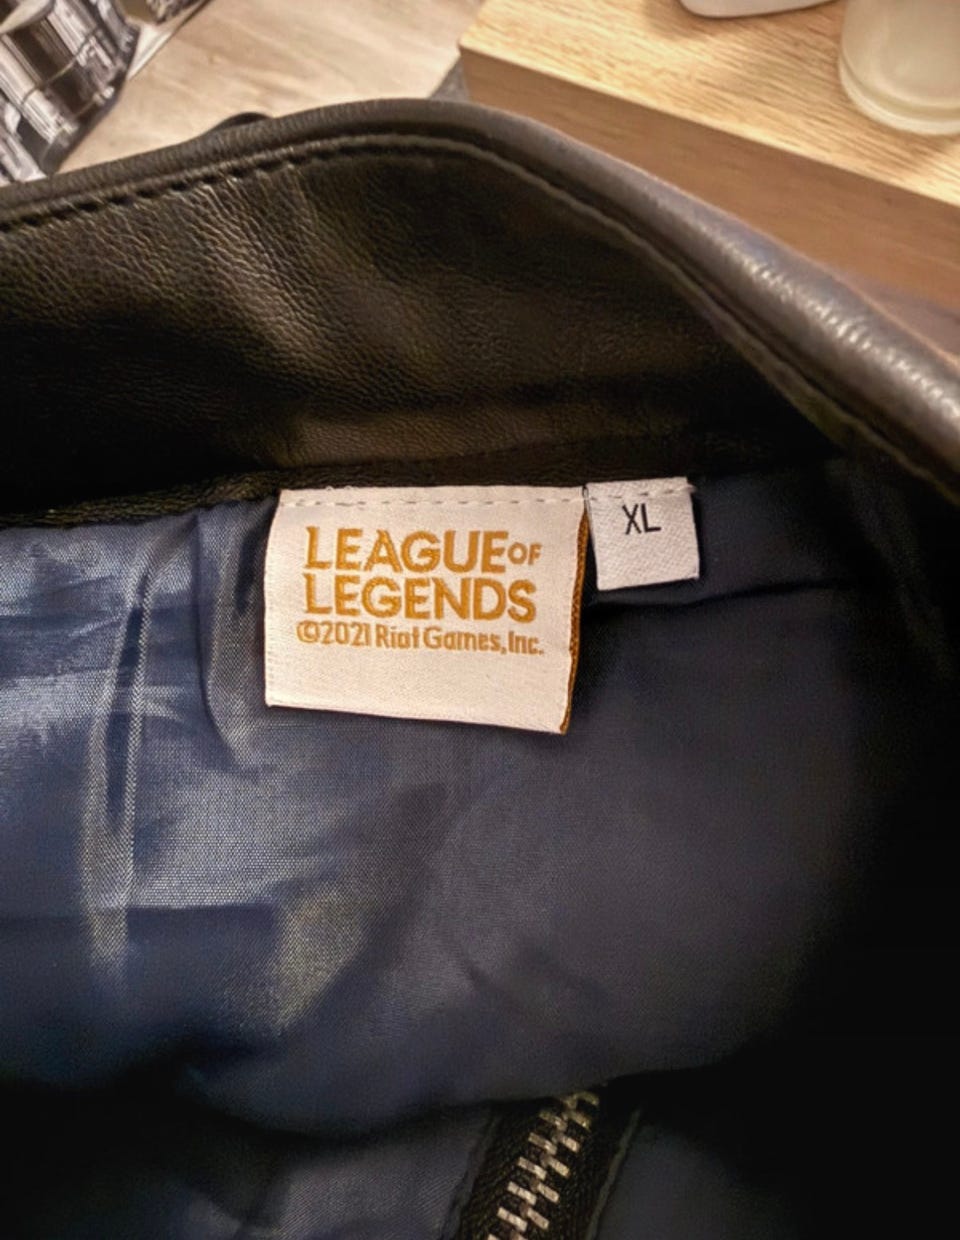 LEAGUE OF
LEGENDS
©2021 Riot Games, Inc.
XL